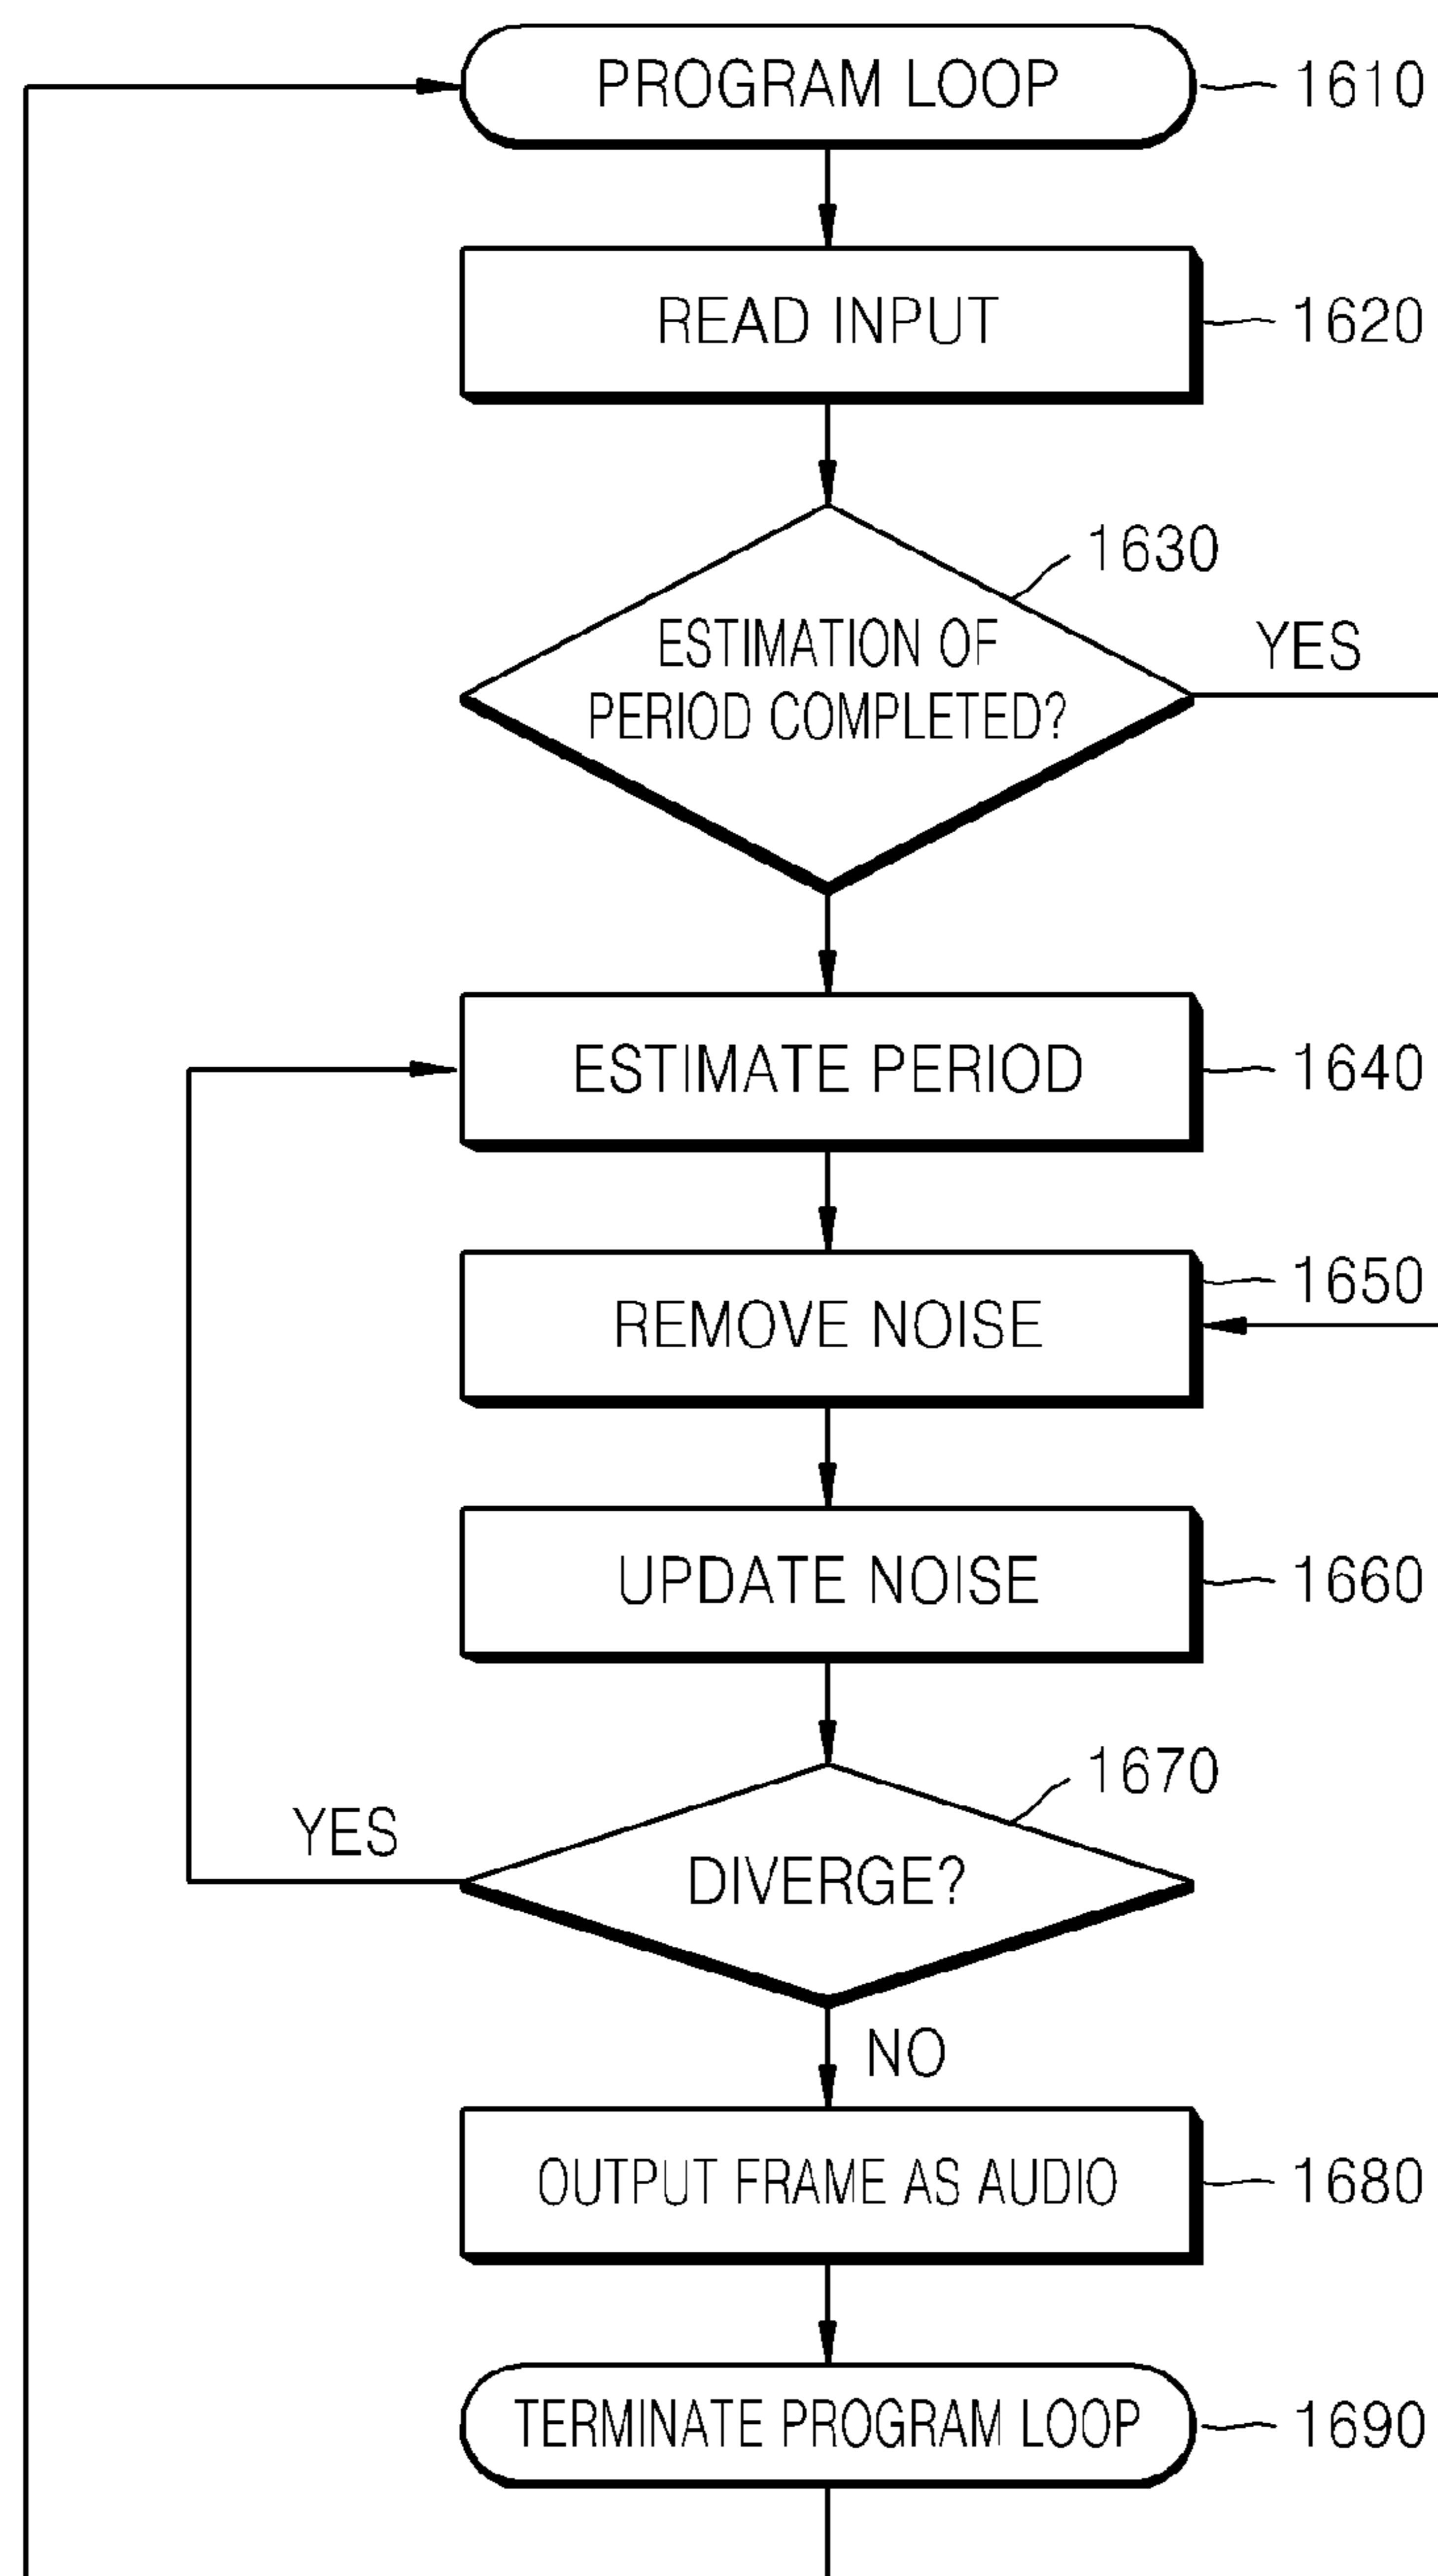 PROGRAM LOOP
1610
READ INPUT
1620
1630
ESTIMATION OF
PERIOD COMPLETED?
YES
ESTIMATE PERIOD
1640
REMOVE NOISE
1650
UPDATE NOISE
1660
1670
YES
DIVERGE?
NO
OUTPUT FRAME AS AUDIO
1680
TERMINATE PROGRAM LOOP
1690